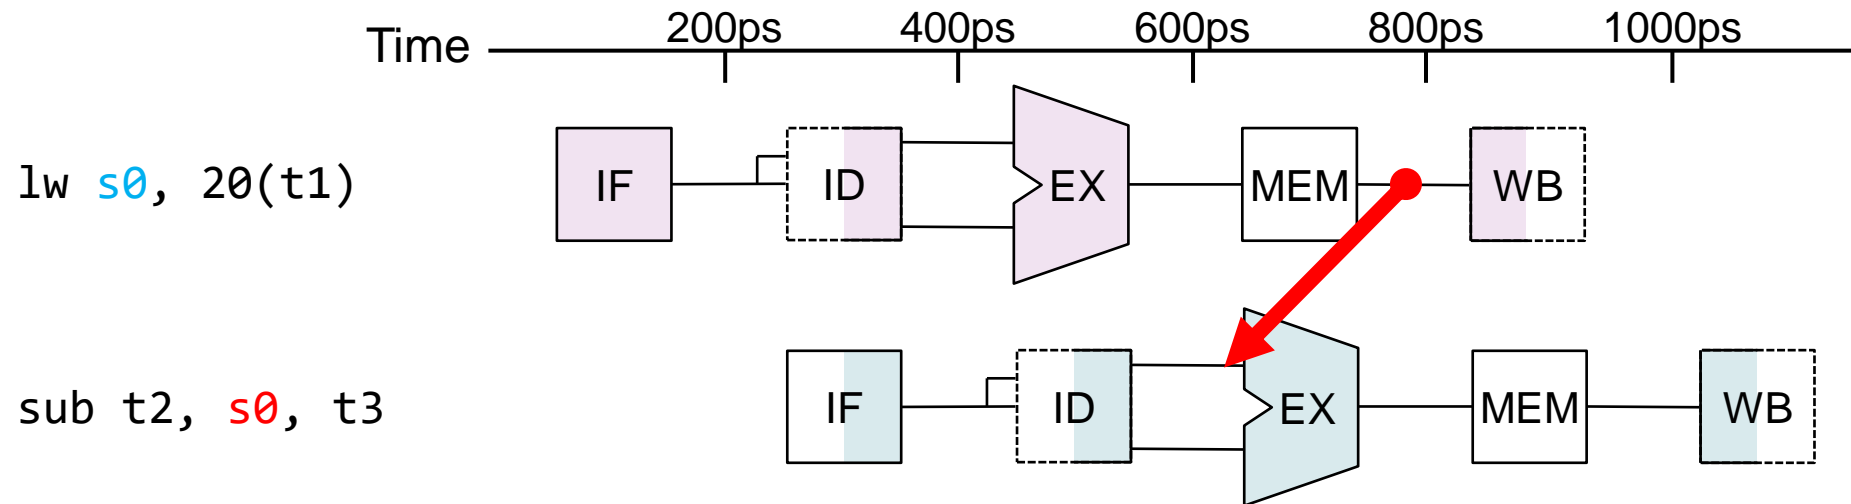 Time 200ps 400ps 600ps 800ps 1000ps
lw s0, 20(t1) IF ID EX MEM WB
sub t2, s0, t3 IF ID EX MEM WB